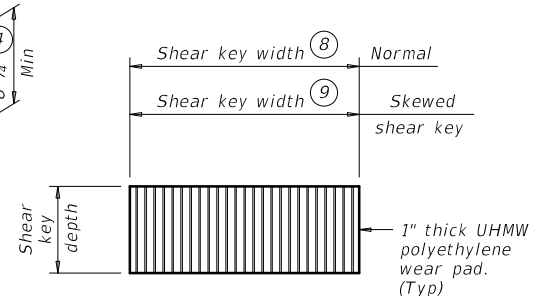 4
Min
Shear key width 8 Normal
Shear key width 9 Skewed
shear key
Shear
key
depth
1" thick UHMW
polyethylene
wear pad.
(Typ)